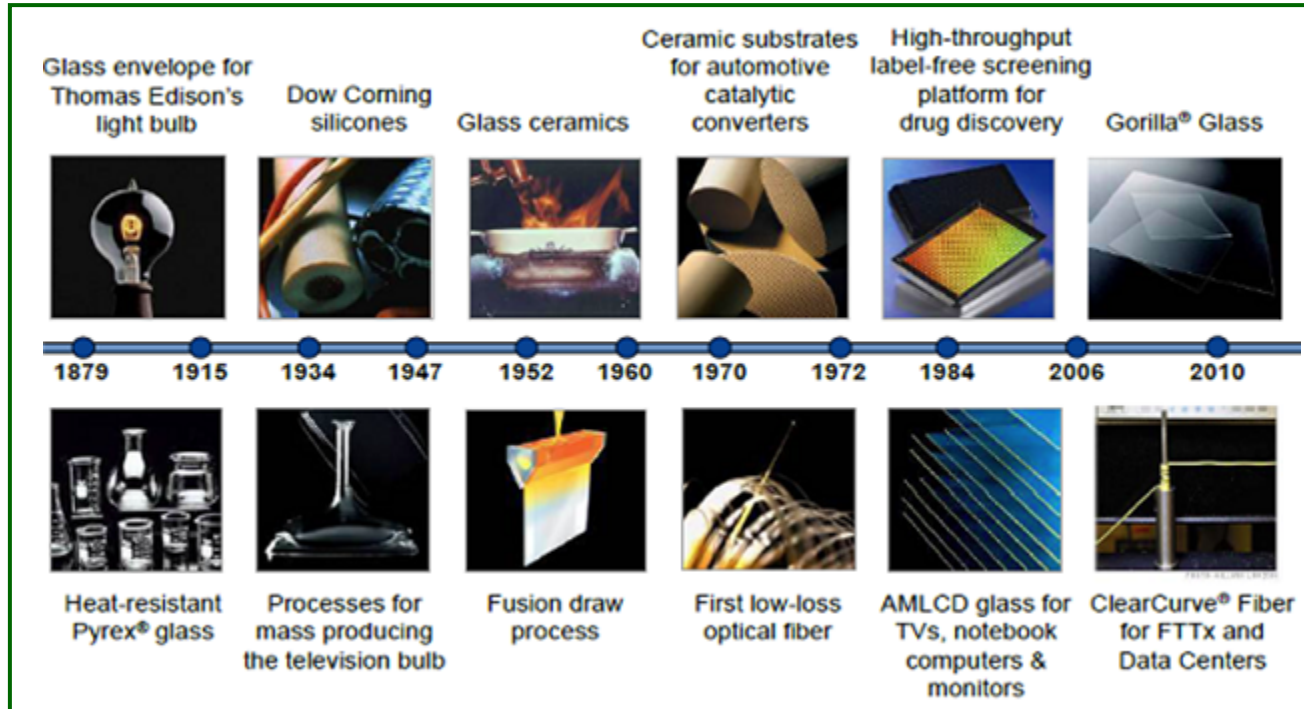 Glass envelope for
Thomas Edison's
light bulb
Dow Corning
silicones
Glass ceramics
Ceramic substrates
for automotive
catalytic
converters
High-throughput
label-free screening
platform for
drug discovery
Gorilla® Glass
1879 1915 1934 1947 1952 1960 1970 1972 1984 2006 2010
Heat-resistant
Pyrex® glass
Processes for
mass producing
the television bulb
Fusion draw
process
First low-loss
optical fiber
AMLCD glass for
TVs, notebook
computers &
monitors
ClearCurve® Fiber
for FTTx and
Data Centers